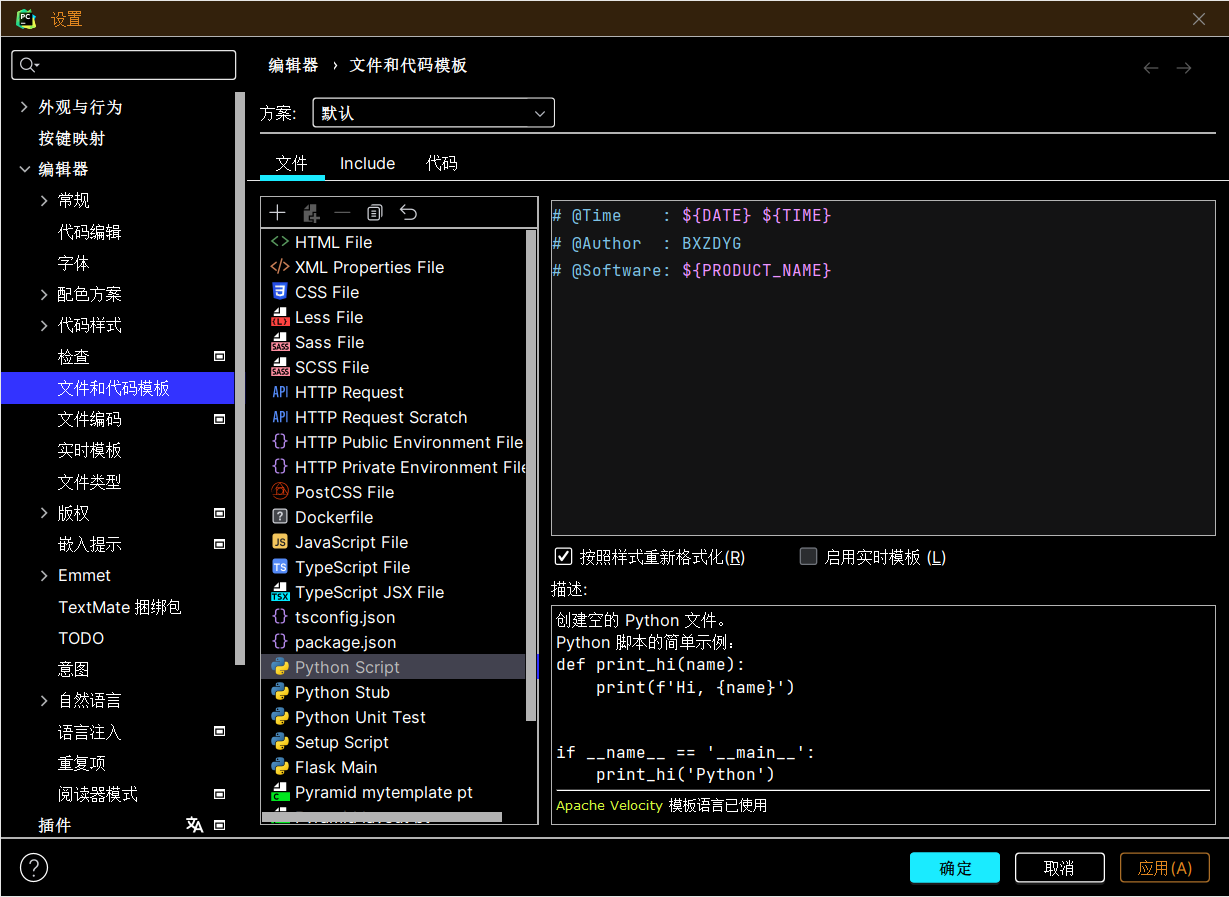 PC
设置
编辑器 › 文件和代码模板
外观与行为
按键映射
编辑器
常规
代码编辑
字体
配色方案
代码样式
检查
文件和代码模板
文件编码
实时模板
文件类型
版权
嵌入提示
Emmet
TextMate 捆绑包
TODO
意图
自然语言
语言注入
重复项
阅读器模式
插件
方案: 默认
文件 Include 代码
HTML File
XML Properties File
CSS File
Less File
Sass File
SCSS File
API HTTP Request
API HTTP Request Scratch
HTTP Public Environment File
HTTP Private Environment File
PostCSS File
Dockerfile
JS JavaScript File
TS TypeScript File
TSX TypeScript JSX File
tsconfig.json
package.json
Python Script
Python Stub
Python Unit Test
Setup Script
Flask Main
Pyramid mytemplate pt
# @Time    : ${DATE} ${TIME}
# @Author  : BXZDYG
# @Software: ${PRODUCT_NAME}
按照样式重新格式化(R) 启用实时模板 (L)
描述:
创建空的 Python 文件。
Python 脚本的简单示例:
def print_hi(name):
    print(f'Hi, {name}')
if __name__ == '__main__':
    print_hi('Python')
Apache Velocity 模板语言已使用
? 确定 取消 应用(A)